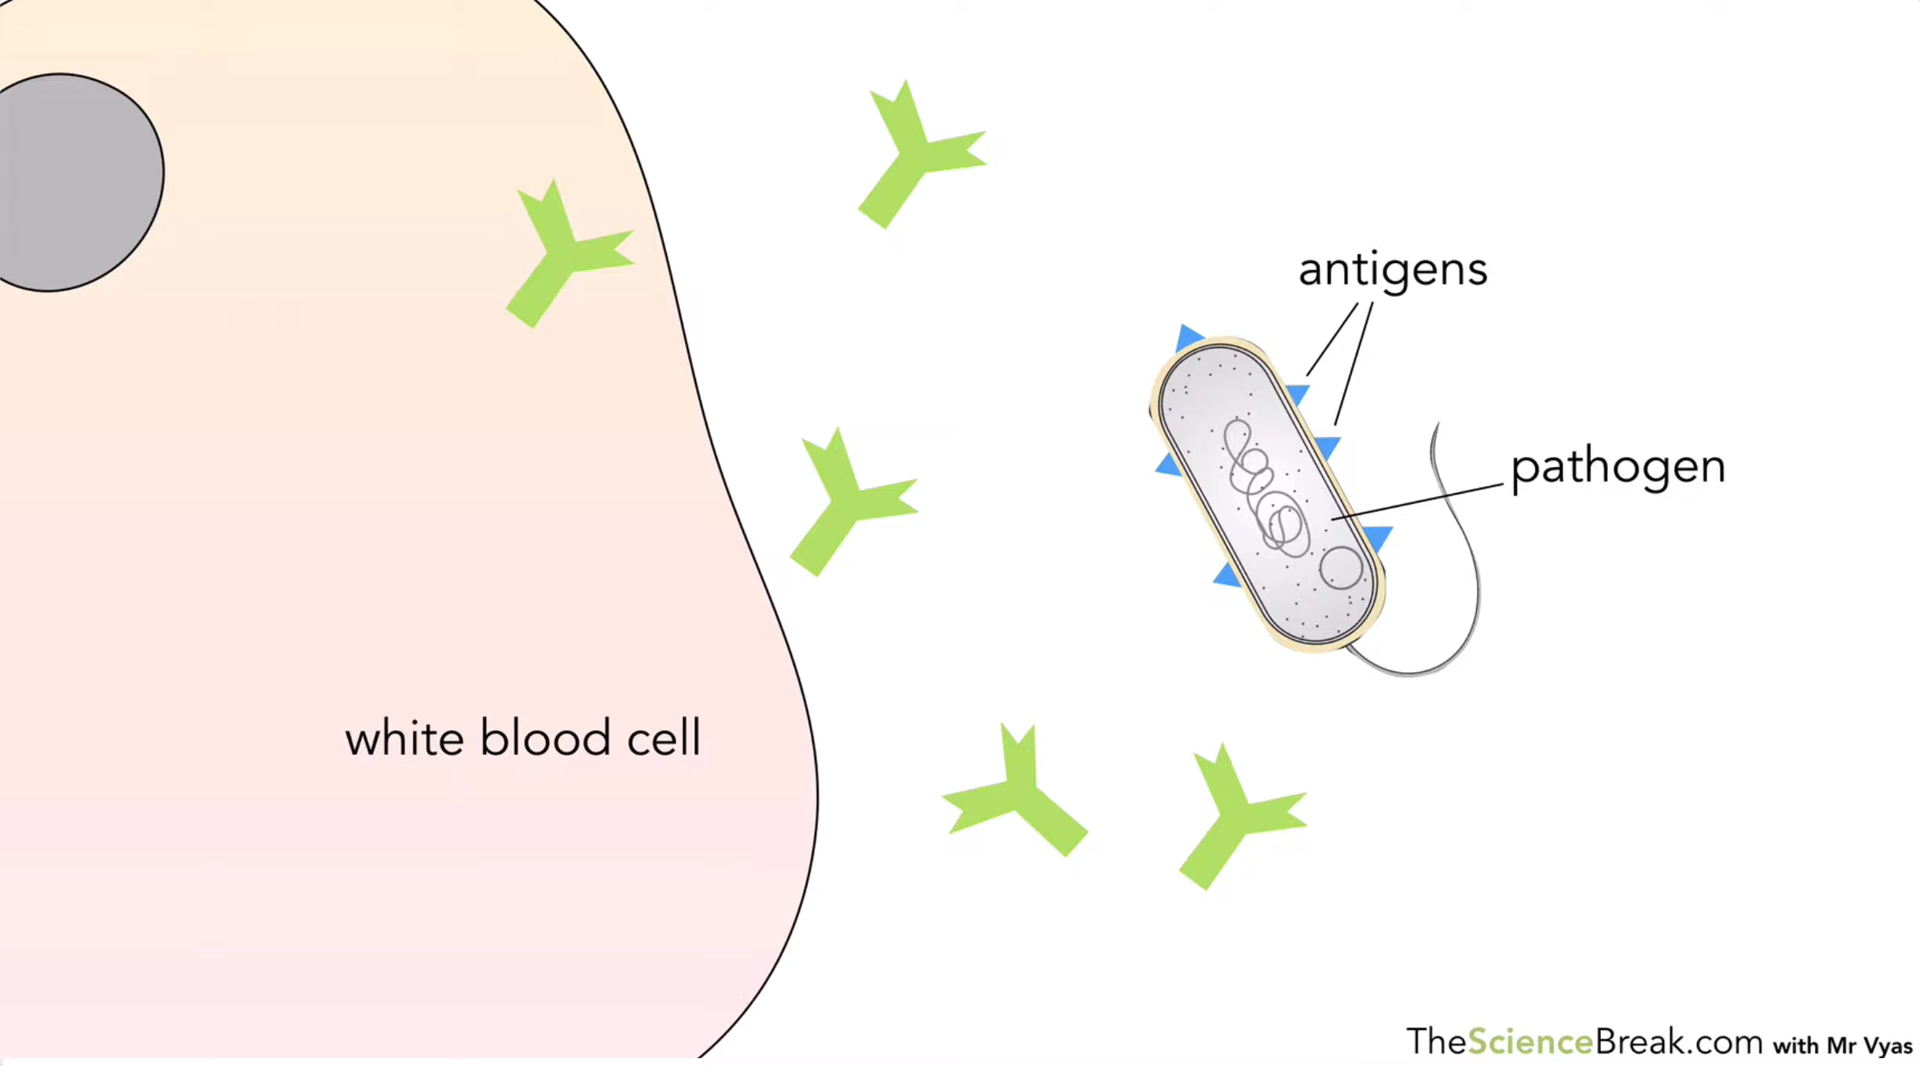 antigens
pathogen
white blood cell
TheScienceBreak.com with Mr Vyas